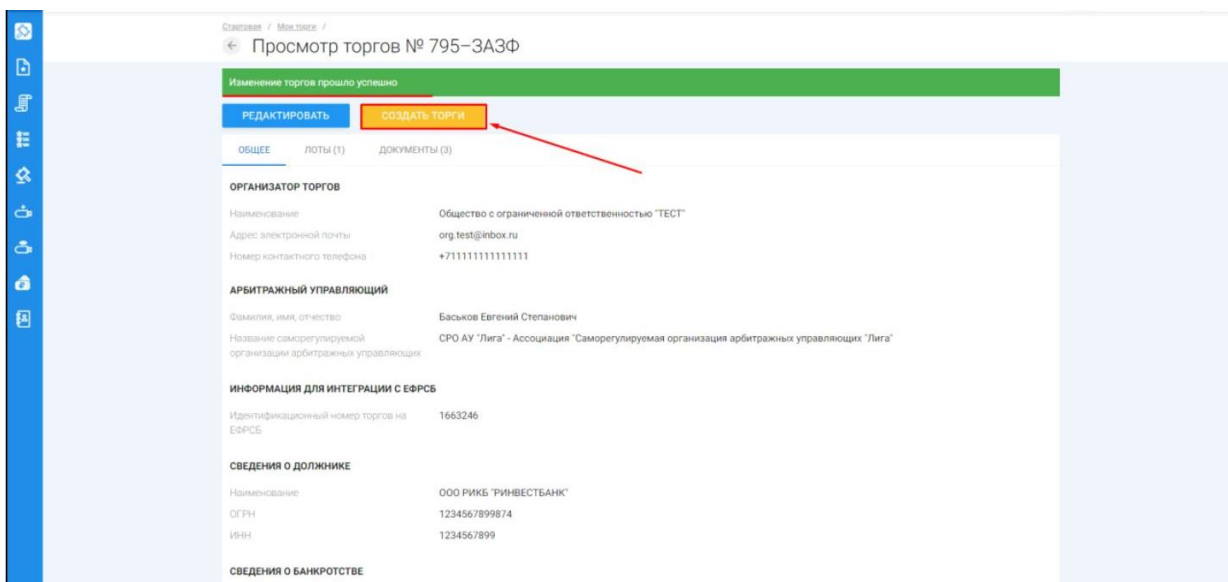 Стартовая / Мои торги /
Просмотр торгов № 795-ЗАЗФ
Изменение торгов прошло успешно
РЕДАКТИРОВАТЬ СОЗДАТЬ ТОРГИ
ОБЩЕЕ ЛОТЫ (1) ДОКУМЕНТЫ (3)
ОРГАНИЗАТОР ТОРГОВ
Наименование Общество с ограниченной ответственностью "ТЕСТ"
Адрес электронной почты org.test@inbox.ru
Номер контактного телефона +711111111111111
АРБИТРАЖНЫЙ УПРАВЛЯЮЩИЙ
Фамилия, имя, отчество Баськов Евгений Степанович
Название саморегулируемой СРО АУ "Лига" - Ассоциация "Саморегулируемая организация арбитражных управляющих "Лига"
организации арбитражных управляющих
ИНФОРМАЦИЯ ДЛЯ ИНТЕГРАЦИИ С ЕФРСБ
Идентификационный номер торгов на 1663246
ЕФРСБ
СВЕДЕНИЯ О ДОЛЖНИКЕ
Наименование ООО РИКБ "РИНВЕСТБАНК"
ОГРН 1234567899874
ИНН 1234567899
СВЕДЕНИЯ О БАНКРОТСТВЕ